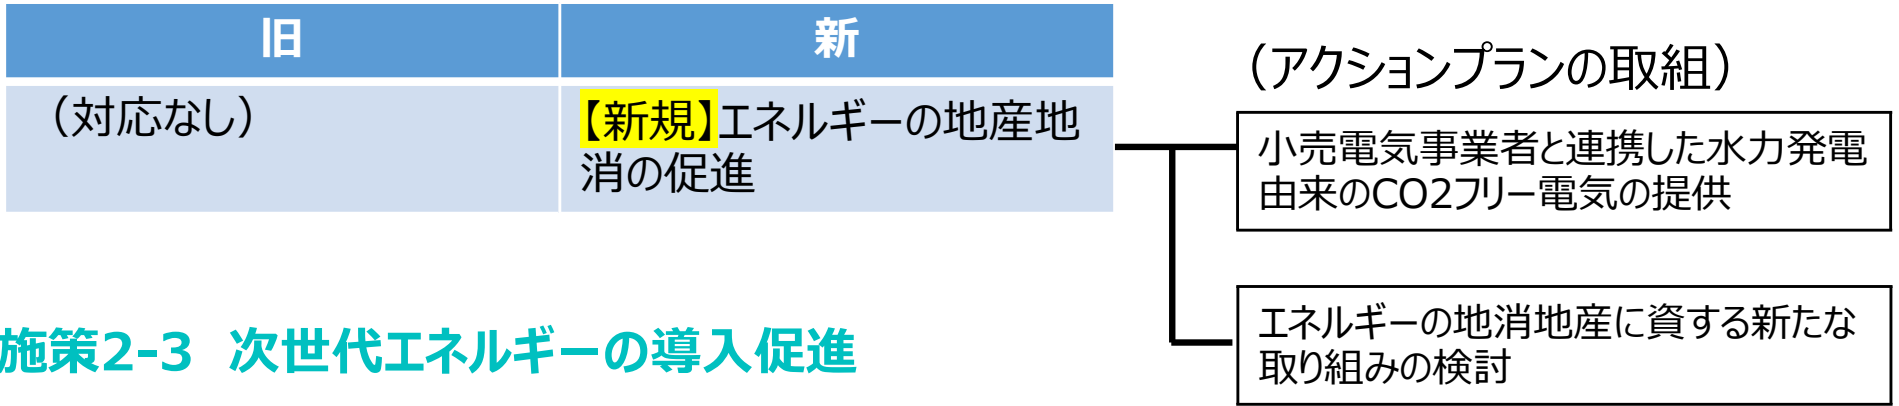 旧
新
（対応なし）
【新規】エネルギーの地産地
消の促進
（アクションプランの取組）
小売電気事業者と連携した水力発電
由来のCO2フリー電気の提供
エネルギーの地消地産に資する新たな
取り組みの検討
施策2-3 次世代エネルギーの導入促進